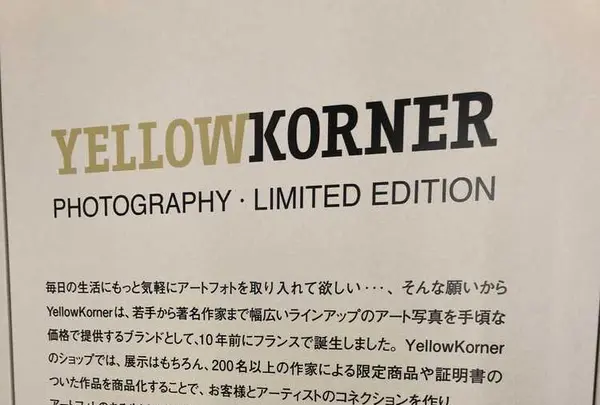 YELLOWKORNER
PHOTOGRAPHY · LIMITED EDITION
毎日の生活にもっと気軽にアートフォトを取り入れて欲しい･･･、そんな願いから
YellowKornerは、若手から著名作家まで幅広いラインアップのアート写真を手頃な
価格で提供するブランドとして、10年前にフランスで誕生しました。YellowKorner
のショップでは、展示はもちろん、200名以上の作家による限定商品や証明書の
ついた作品を商品化することで、お客様とアーティストのコネクションを作り